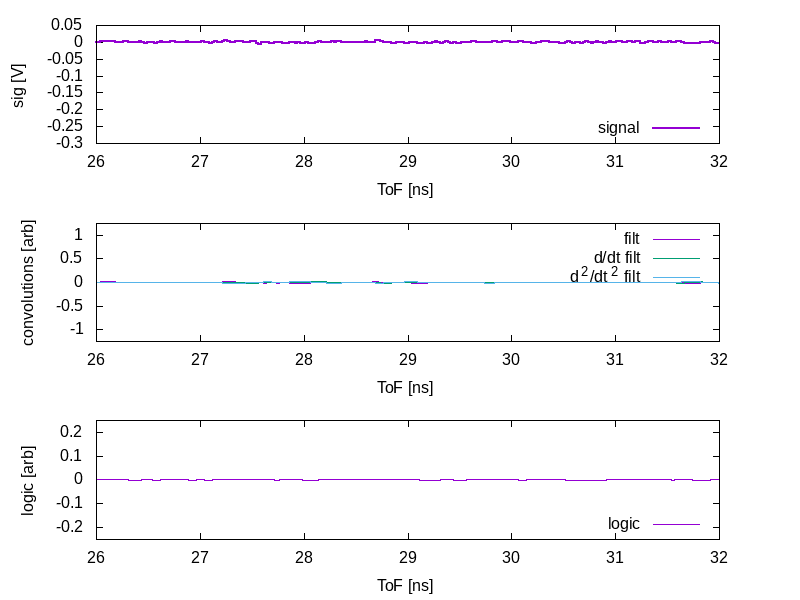 0.05
0
-0.05
-0.1
-0.15
-0.2
-0.25
-0.3
sig [V]
signal
26 27 28 29 30 31 32
ToF [ns]
1
0.5
0
-0.5
-1
convolutions [arb]
filt
d/dt filt
d²/dt² filt
26 27 28 29 30 31 32
ToF [ns]
0.2
0.1
0
-0.1
-0.2
logic [arb]
logic
26 27 28 29 30 31 32
ToF [ns]